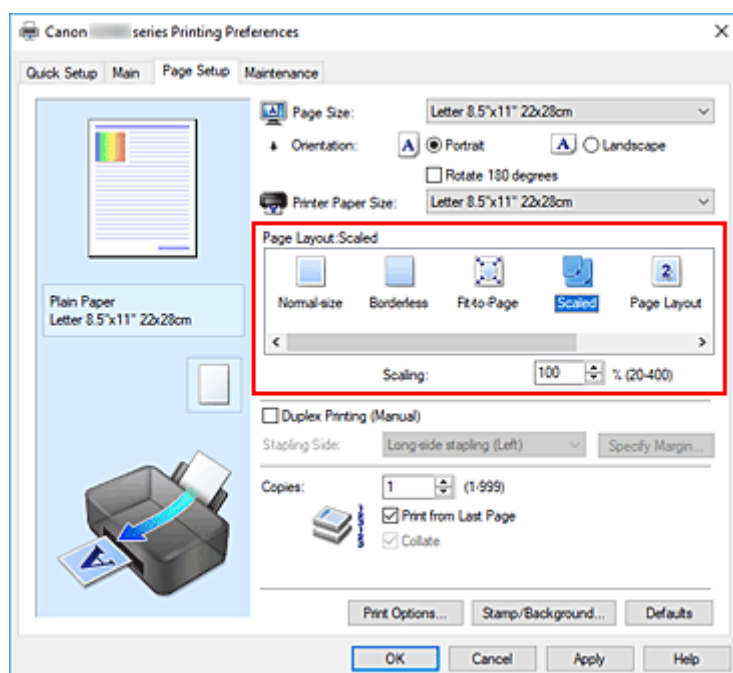 Canon series Printing Preferences
Quick Setup Main Page Setup Maintenance
Page Size: Letter 8.5"x11" 22x28cm
Orientation: A Portrait A Landscape
Rotate 180 degrees
Printer Paper Size: Letter 8.5"x11" 22x28cm
Page Layout:Scaled
2
Normal-size Borderless Fit-to-Page Scaled Page Layout
Scaling: 100 % (20-400)
Plain Paper
Letter 8.5"x11" 22x28cm
Duplex Printing (Manual)
Stapling Side: Long-side stapling (Left) Specify Margin...
Copies: 1 (1-999)
Print from Last Page
Collate
A
Print Options... Stamp/Background... Defaults
OK Cancel Apply Help